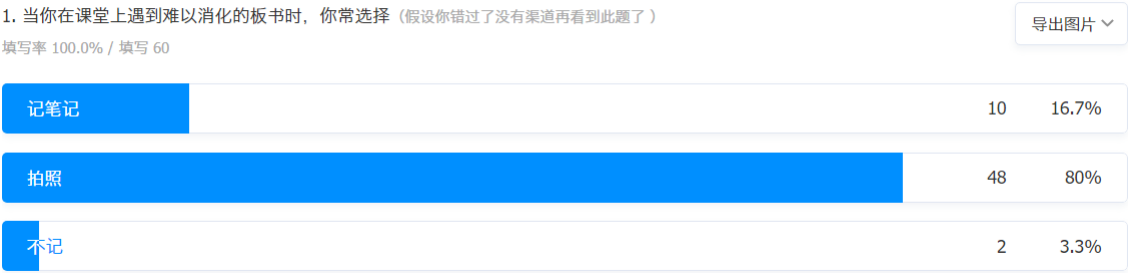 1. 当你在课堂上遇到难以消化的板书时，你常选择（假设你错过了没有渠道再看到此题了 ）
导出图片
填写率 100.0% / 填写 60
记笔记 10 16.7%
拍照 48 80%
不记 2 3.3%